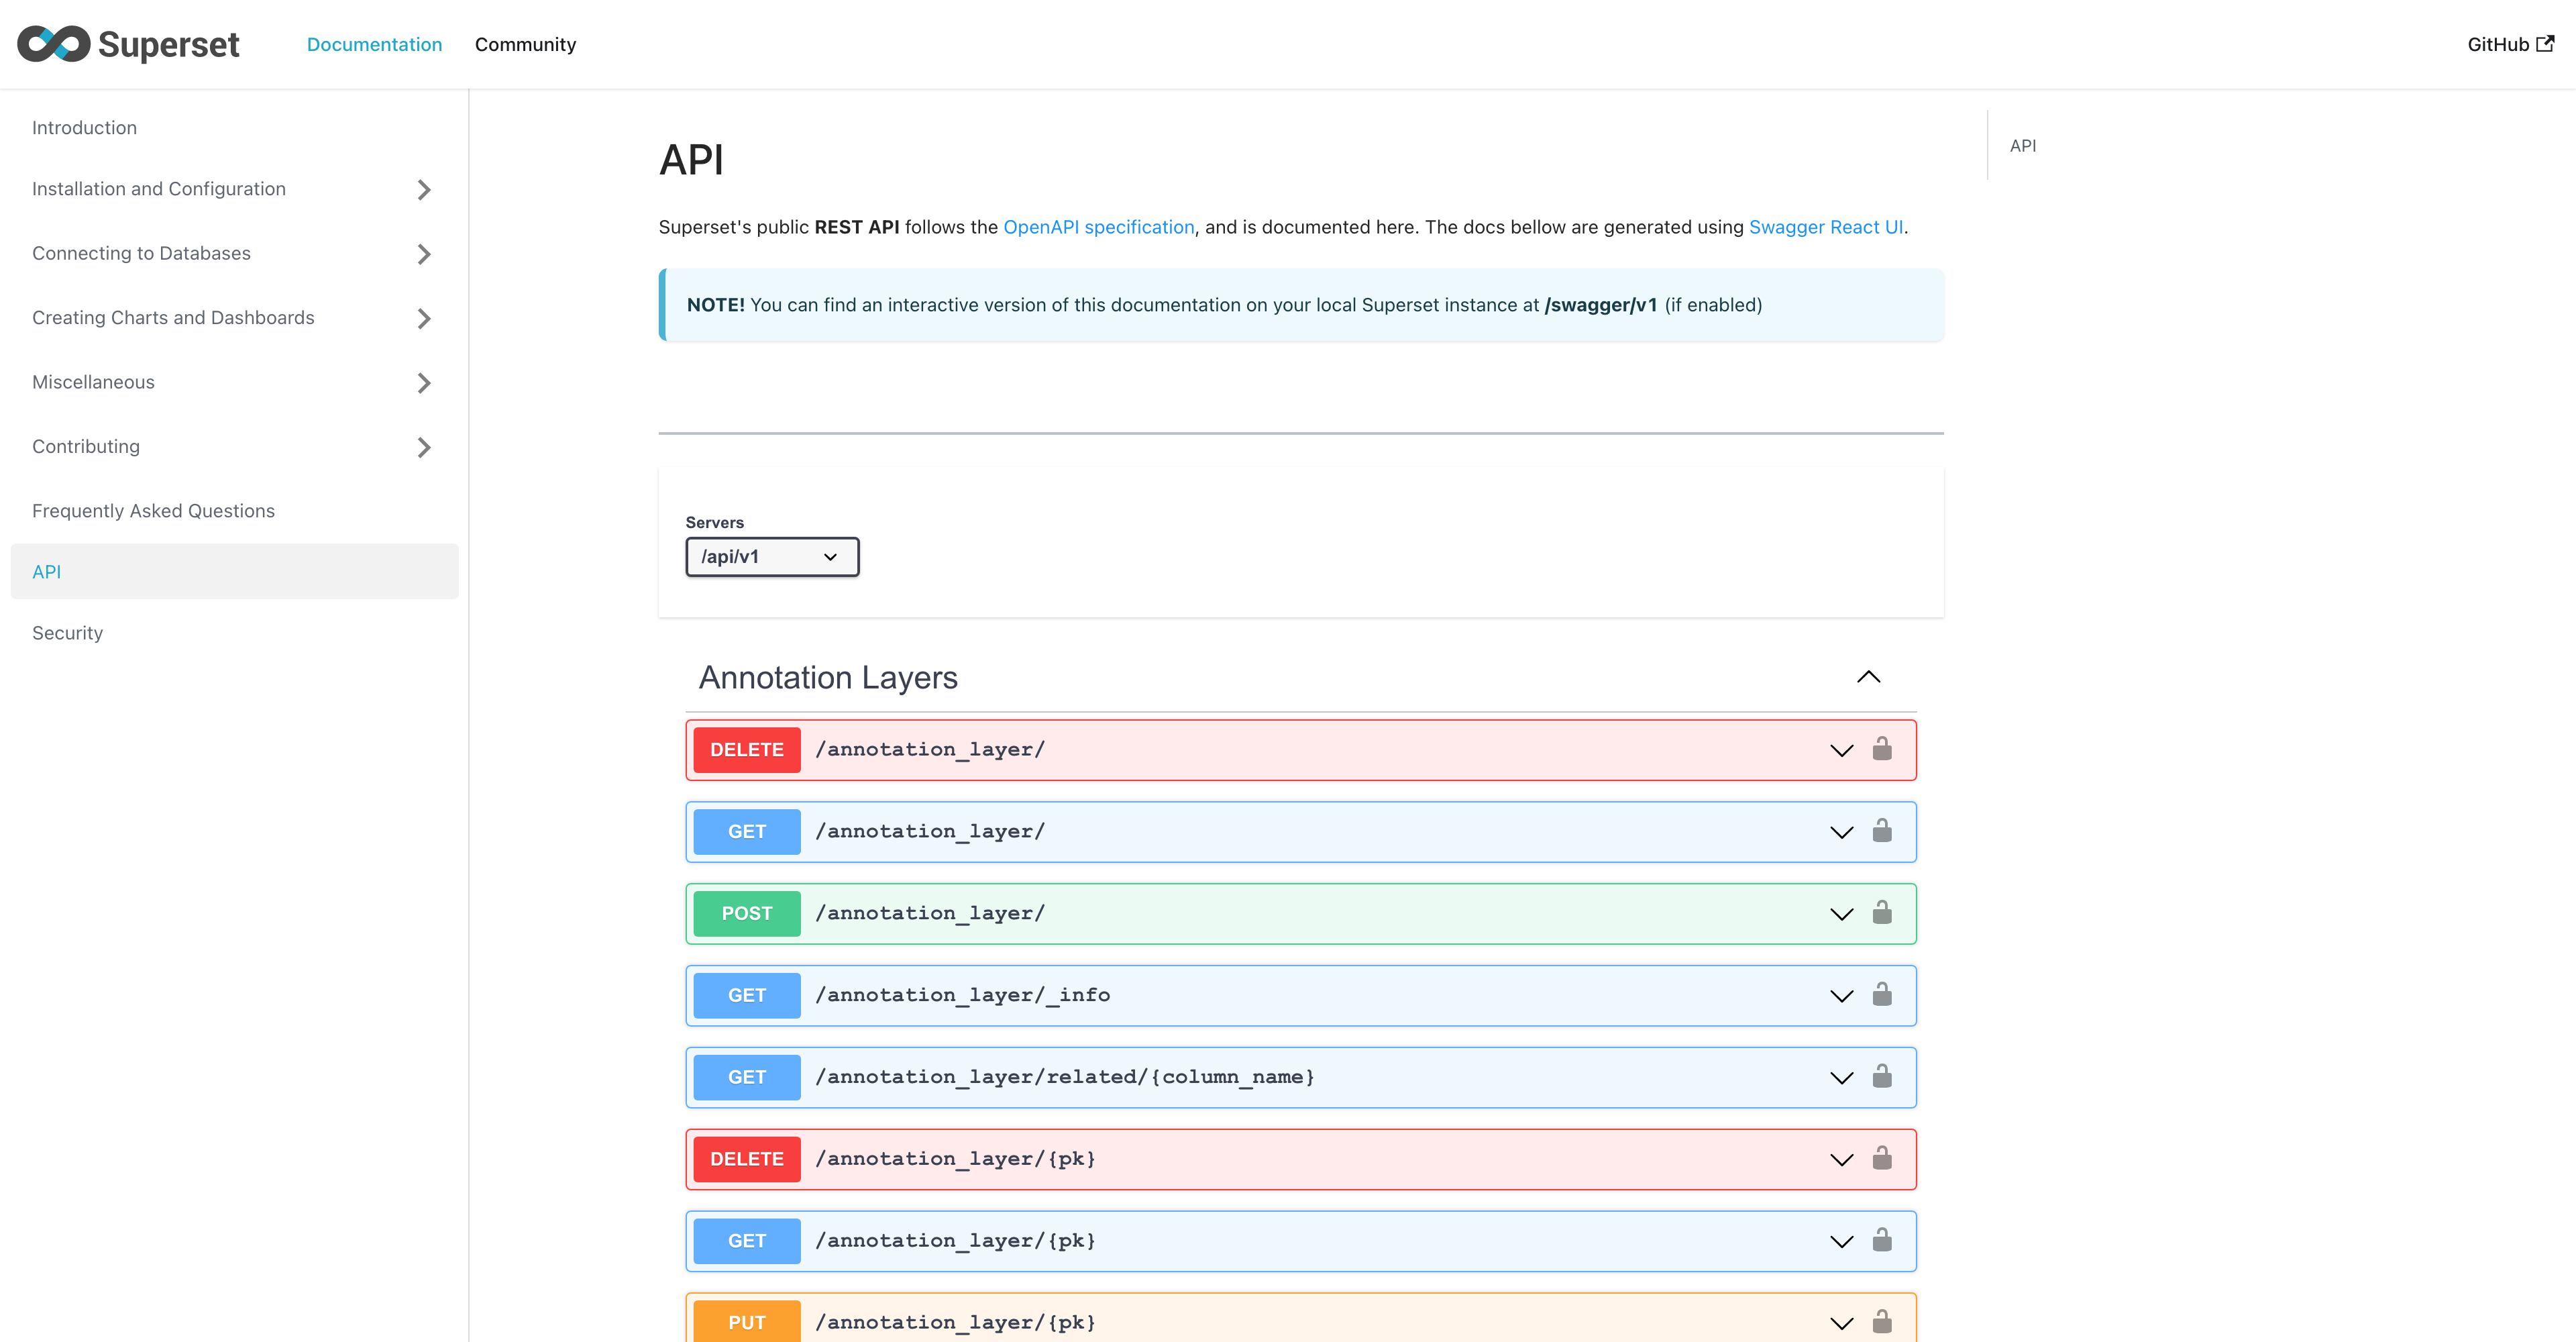 Superset
Documentation
Community
GitHub
Introduction
Installation and Configuration
Connecting to Databases
Creating Charts and Dashboards
Miscellaneous
Contributing
Frequently Asked Questions
API
Security
API
Superset's public REST API follows the OpenAPI specification, and is documented here. The docs bellow are generated using Swagger React UI.
NOTE! You can find an interactive version of this documentation on your local Superset instance at /swagger/v1 (if enabled)
Servers
/api/v1
Annotation Layers
DELETE /annotation_layer/
GET /annotation_layer/
POST /annotation_layer/
GET /annotation_layer/_info
GET /annotation_layer/related/{column_name}
DELETE /annotation_layer/{pk}
GET /annotation_layer/{pk}
PUT /annotation_layer/{pk}
API